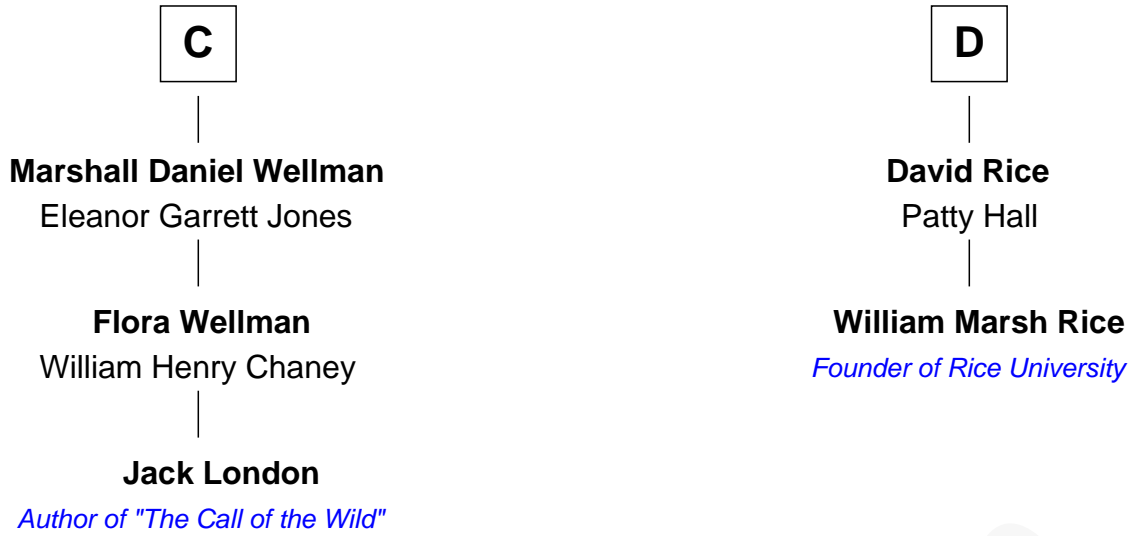 C
Marshall Daniel Wellman
Eleanor Garrett Jones
Flora Wellman
William Henry Chaney
Jack London
Author of "The Call of the Wild"
D
David Rice
Patty Hall
William Marsh Rice
Founder of Rice University